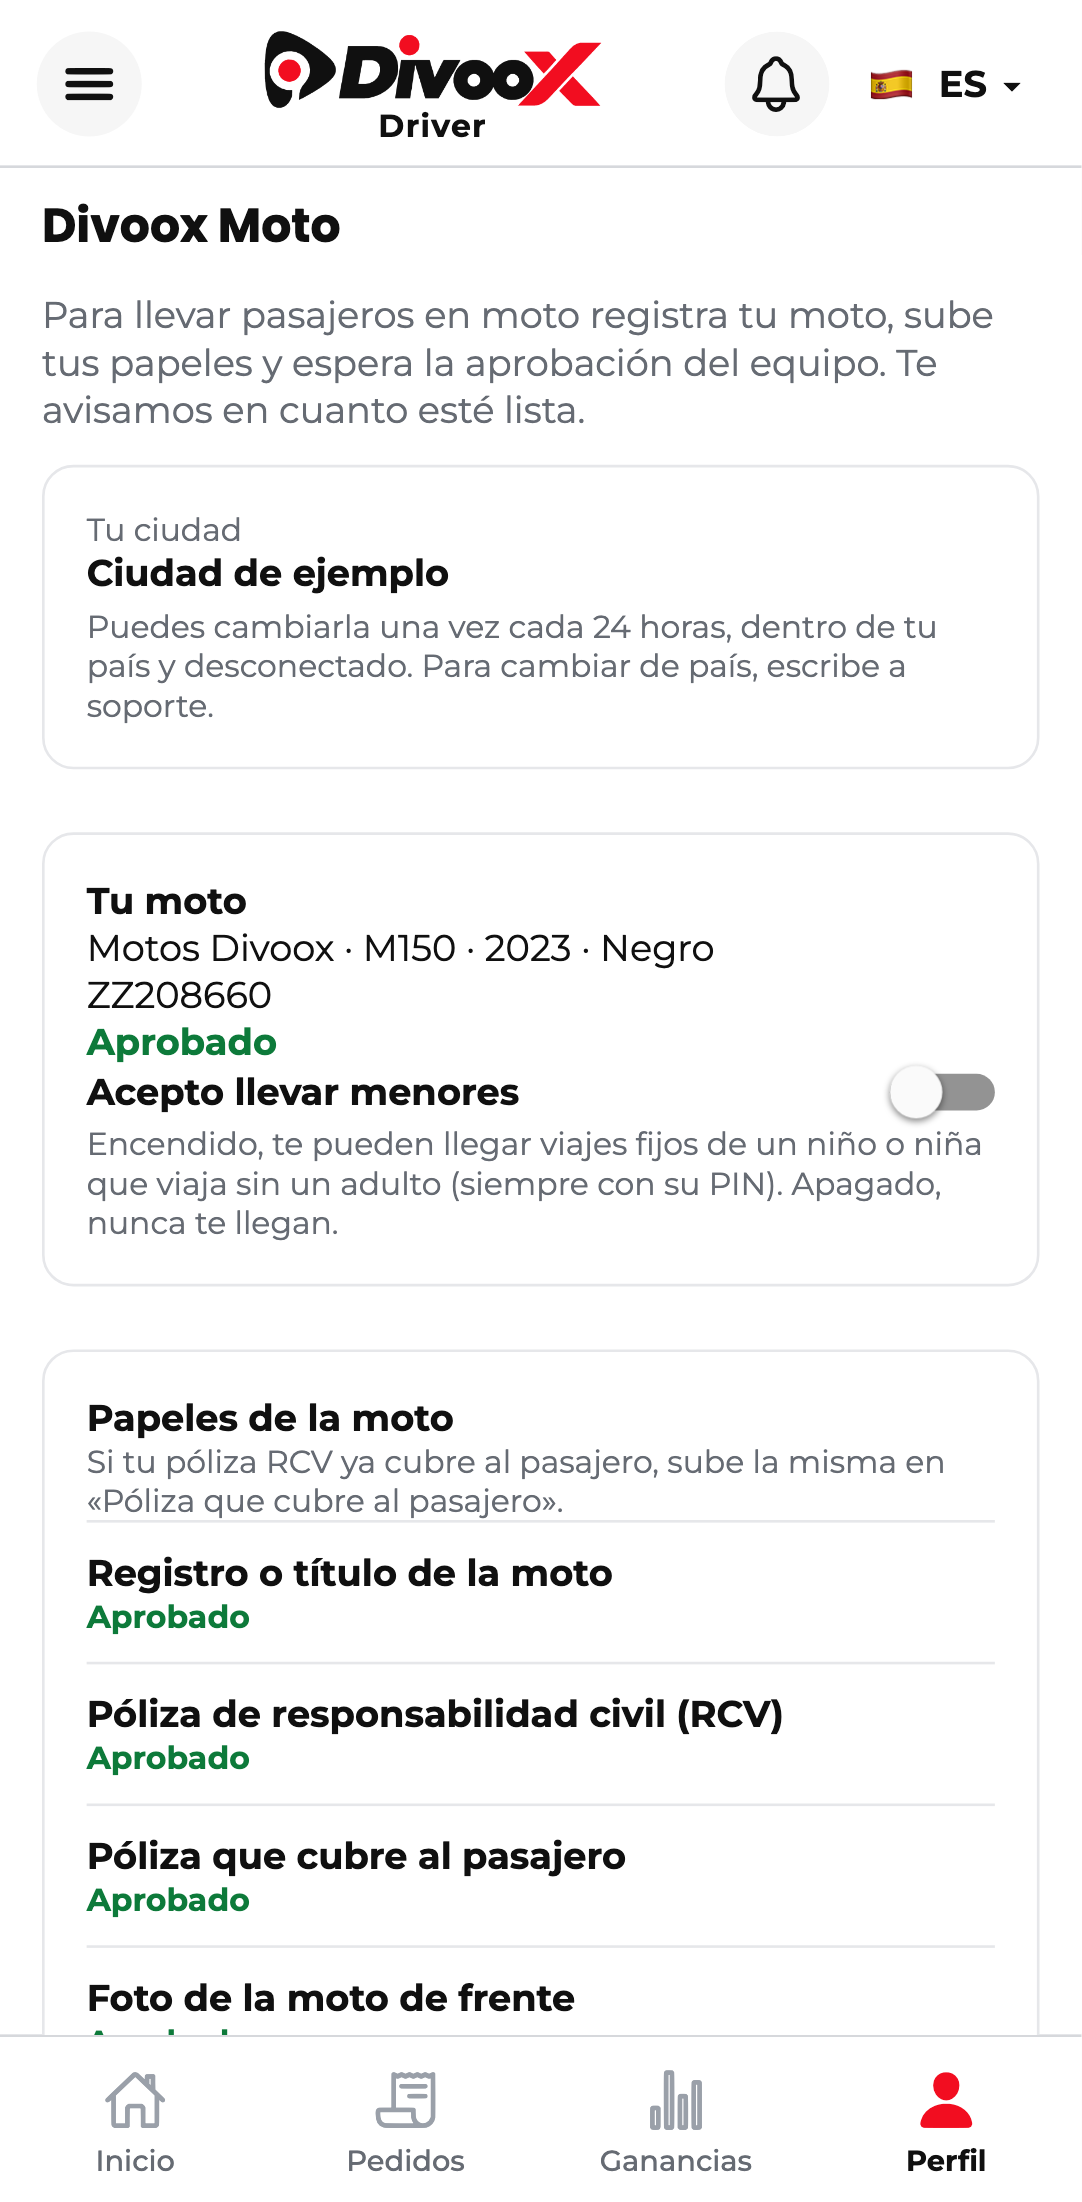 DivooX
Driver
ES
Divoox Moto
Para llevar pasajeros en moto registra tu moto, sube
tus papeles y espera la aprobación del equipo. Te
avisamos en cuanto esté lista.
Tu ciudad
Ciudad de ejemplo
Puedes cambiarla una vez cada 24 horas, dentro de tu
país y desconectado. Para cambiar de país, escribe a
soporte.
Tu moto
Motos Divoox · M150 · 2023 · Negro
ZZ208660
Aprobado
Acepto llevar menores
Encendido, te pueden llegar viajes fijos de un niño o niña
que viaja sin un adulto (siempre con su PIN). Apagado,
nunca te llegan.
Papeles de la moto
Si tu póliza RCV ya cubre al pasajero, sube la misma en
«Póliza que cubre al pasajero».
Registro o título de la moto
Aprobado
Póliza de responsabilidad civil (RCV)
Aprobado
Póliza que cubre al pasajero
Aprobado
Foto de la moto de frente
Inicio
Pedidos
Ganancias
Perfil